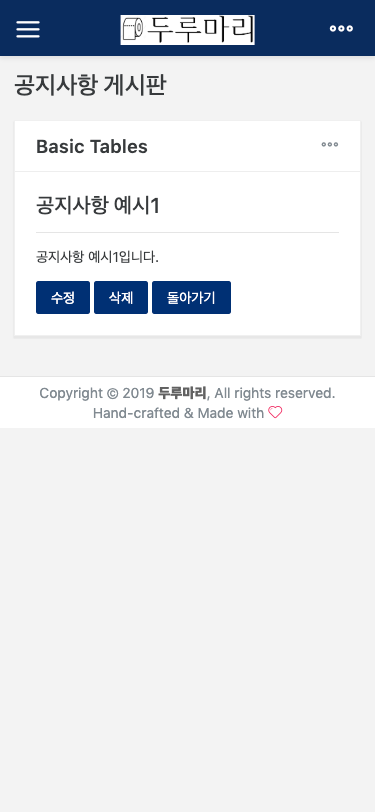 두루마리
공지사항 게시판
Basic Tables
공지사항 예시1
공지사항 예시1입니다.
수정 삭제 돌아가기
Copyright © 2019 두루마리, All rights reserved.
Hand-crafted & Made with